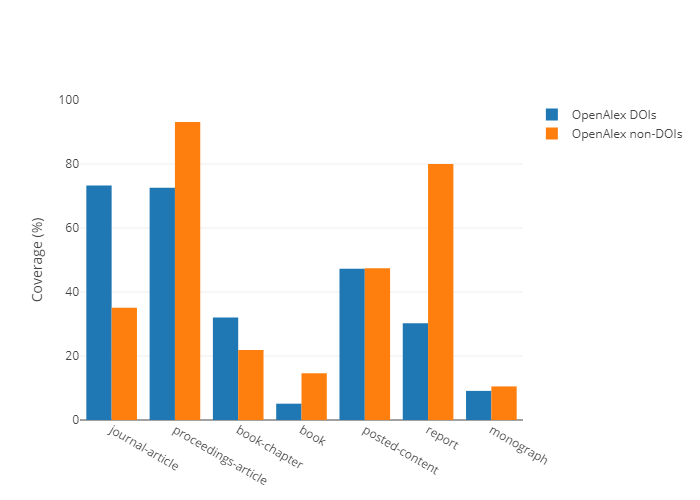 100
80
60
40
20
0
Coverage (%)
journal-article
proceedings-article
book-chapter
book
posted-content
report
monograph
OpenAlex DOIs
OpenAlex non-DOIs